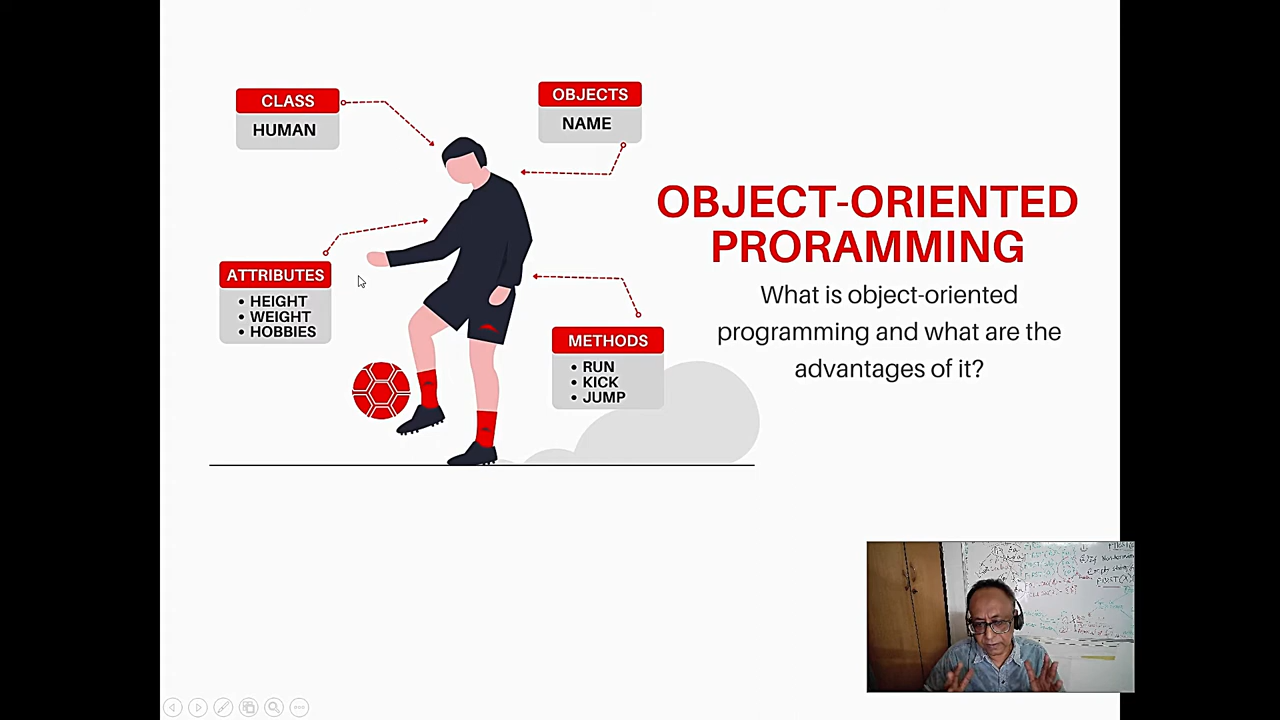 CLASS
HUMAN
OBJECTS
NAME
OBJECT-ORIENTED
PRORAMMING
What is object-oriented
programming and what are the
advantages of it?
ATTRIBUTES
• HEIGHT
• WEIGHT
• HOBBIES
METHODS
• RUN
• KICK
• JUMP